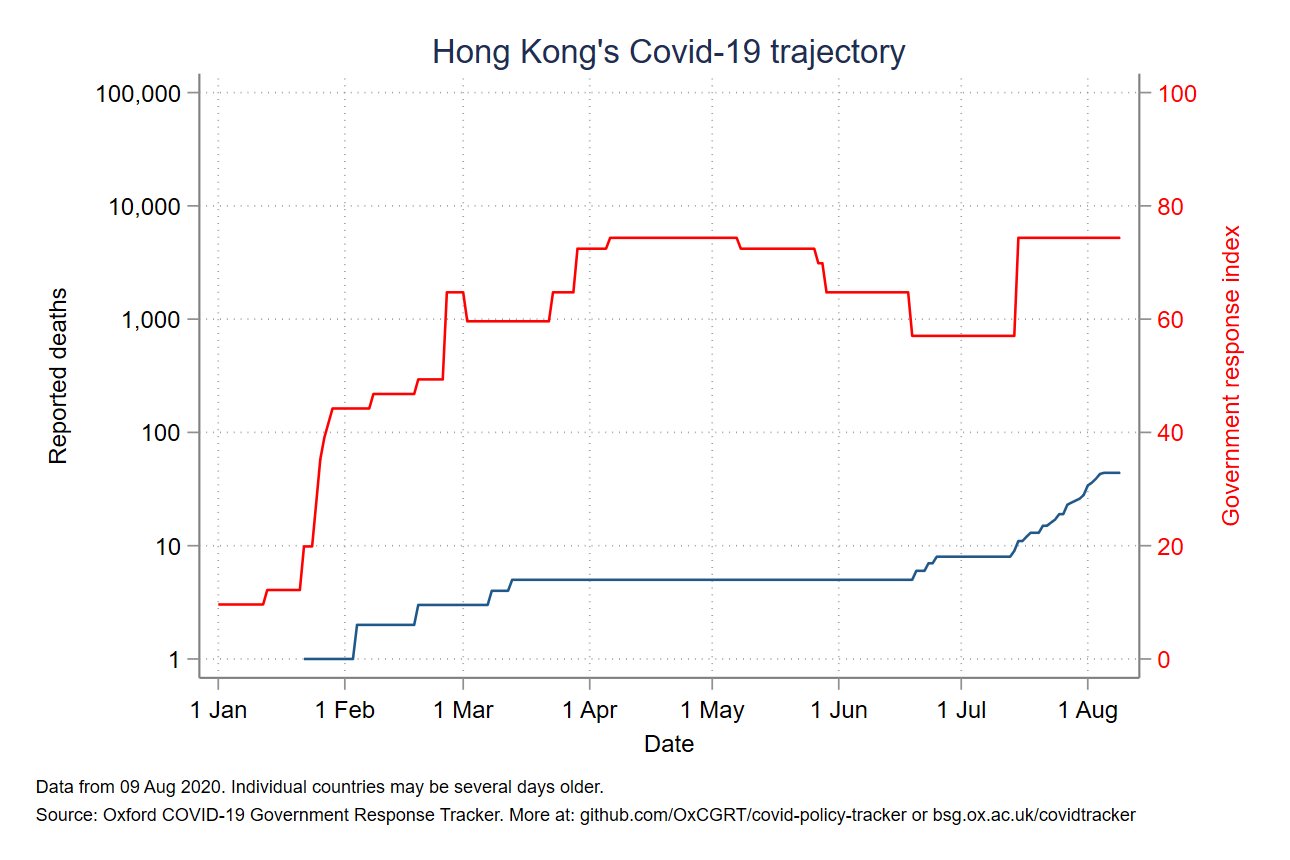 Hong Kong's Covid-19 trajectory
100,000
10,000
1,000
100
10
1
Reported deaths
100
80
60
40
20
0
Government response index
1 Jan 1 Feb 1 Mar 1 Apr 1 May 1 Jun 1 Jul 1 Aug
Date
Data from 09 Aug 2020. Individual countries may be several days older.
Source: Oxford COVID-19 Government Response Tracker. More at: github.com/OxCGRT/covid-policy-tracker or bsg.ox.ac.uk/covidtracker